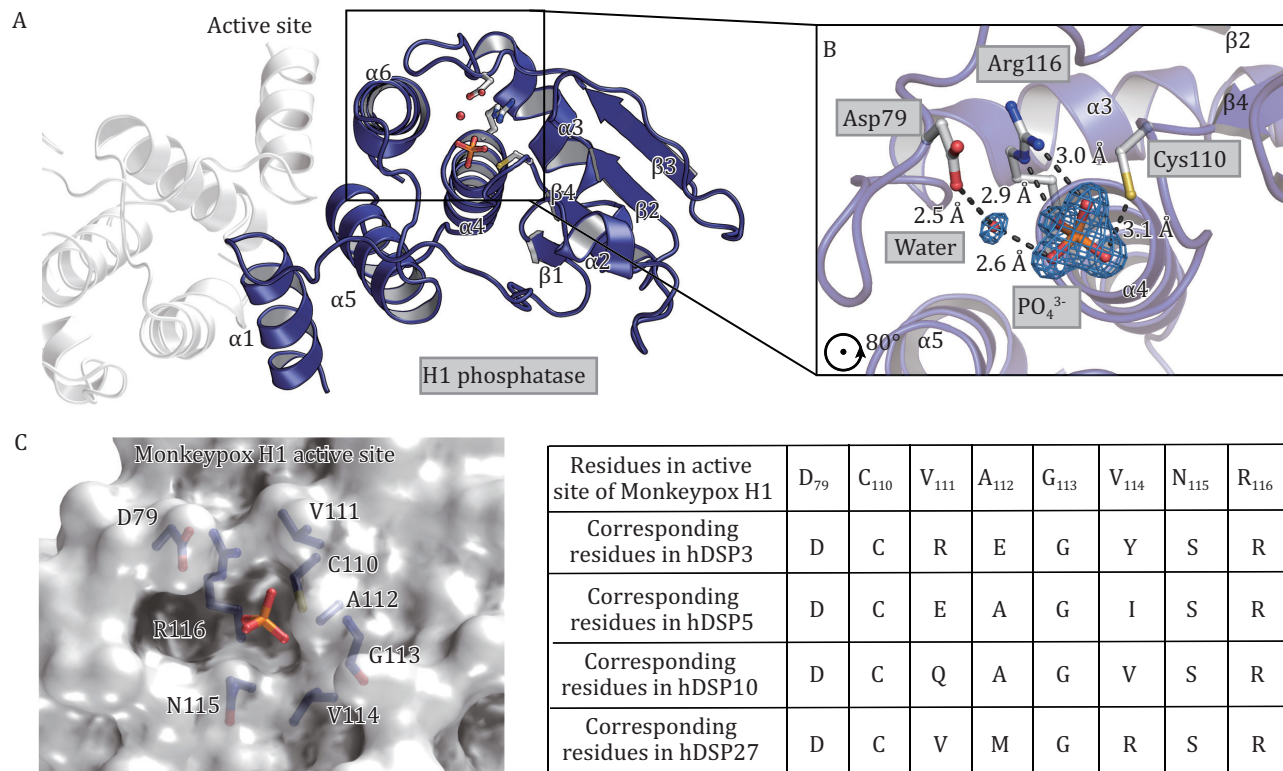 A
Active site
α6
α3
β3
β4
α4
β2
β1
α2
α5
α1
H1 phosphatase
B
β2
Arg116
α3
β4
Asp79
3.0 Å
Cys110
2.9 Å
2.5 Å
3.1 Å
Water
2.6 Å
α4
PO₄³⁻
80°
α5
C
Monkeypox H1 active site
D79
V111
C110
A112
R116
G113
N115
V114
Residues in active site of Monkeypox H1 D₇₉ C₁₁₀ V₁₁₁ A₁₁₂ G₁₁₃ V₁₁₄ N₁₁₅ R₁₁₆
Corresponding residues in hDSP3 D C R E G Y S R
Corresponding residues in hDSP5 D C E A G I S R
Corresponding residues in hDSP10 D C Q A G V S R
Corresponding residues in hDSP27 D C V M G R S R